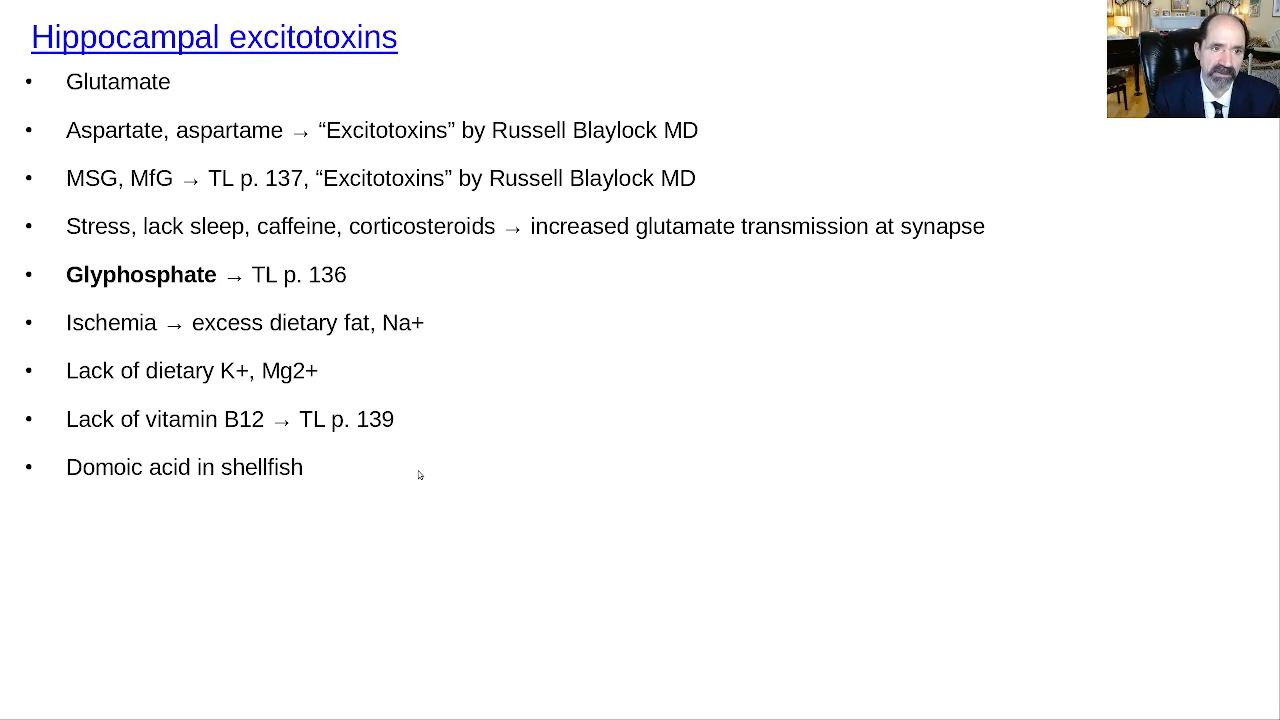 Hippocampal excitotoxins
• Glutamate
• Aspartate, aspartame → “Excitotoxins” by Russell Blaylock MD
• MSG, MfG → TL p. 137, “Excitotoxins” by Russell Blaylock MD
• Stress, lack sleep, caffeine, corticosteroids → increased glutamate transmission at synapse
• Glyphosphate → TL p. 136
• Ischemia → excess dietary fat, Na+
• Lack of dietary K+, Mg2+
• Lack of vitamin B12 → TL p. 139
• Domoic acid in shellfish